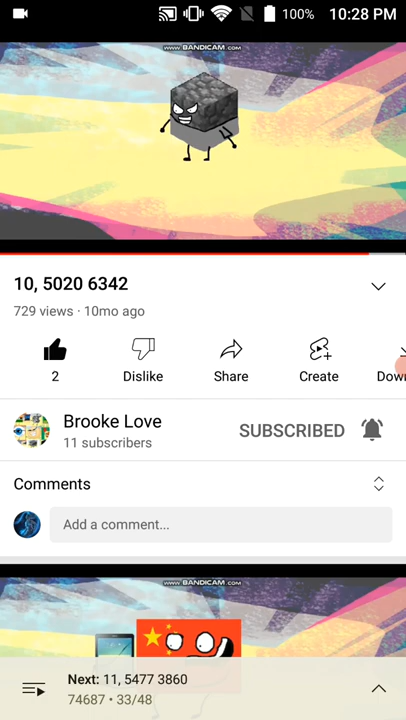 100% 10:28 PM
www.BANDICAM.com
10, 5020 6342
729 views · 10mo ago
2 Dislike Share Create Down
Brooke Love
11 subscribers
SUBSCRIBED
Comments
Add a comment...
www.BANDICAM.com
Next: 11, 5477 3860
74687 • 33/48